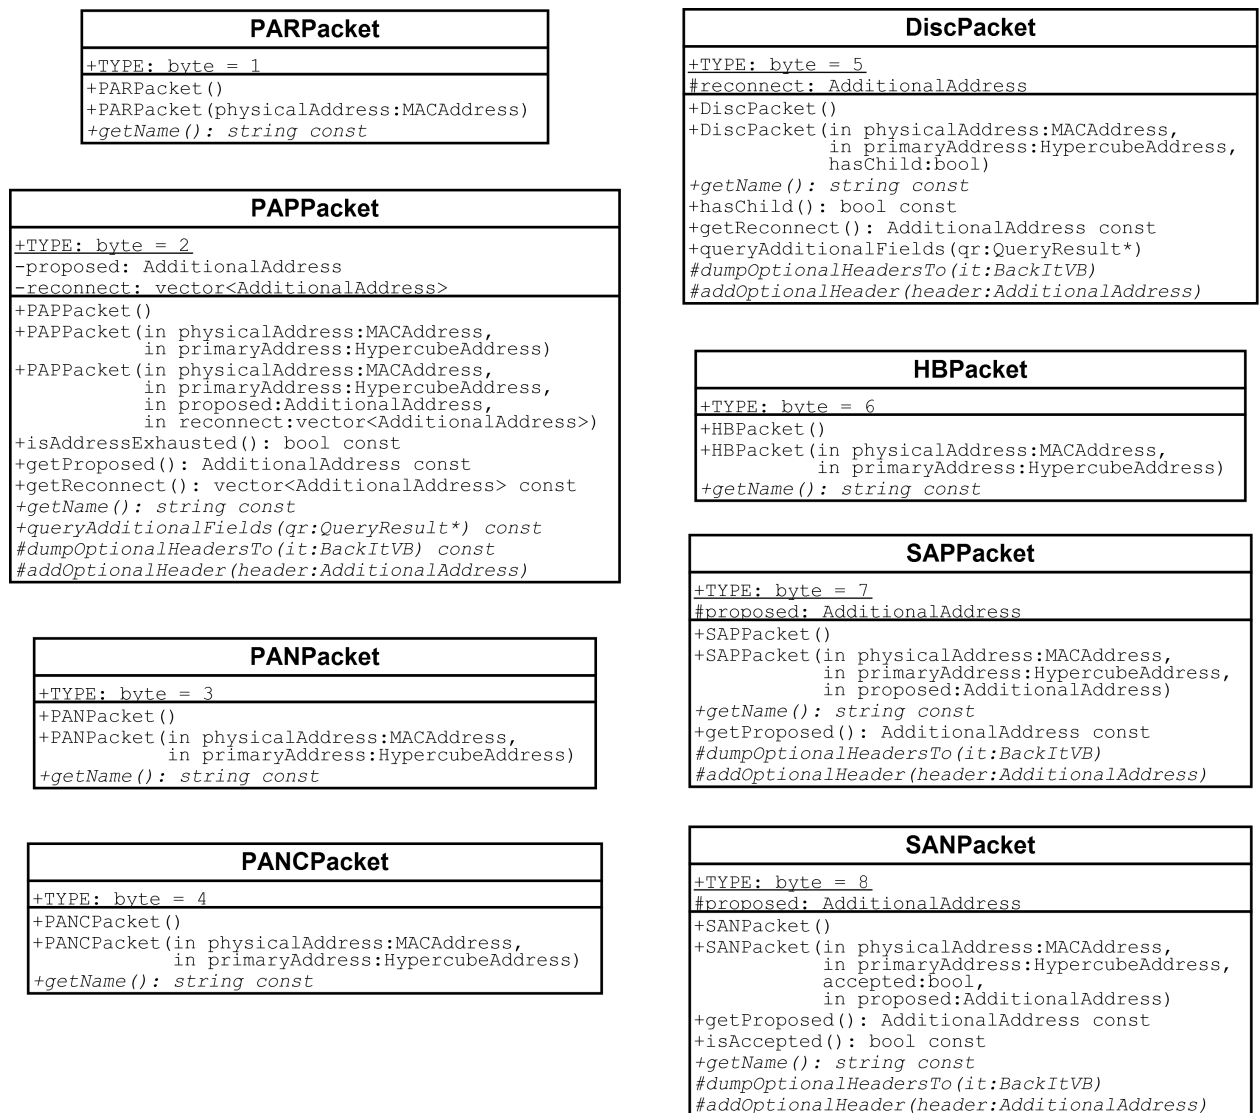 PARPacket
+TYPE: byte = 1
+PARPacket()
+PARPacket(physicalAddress:MACAddress)
+getName(): string const
PAPPacket
+TYPE: byte = 2
-proposed: AdditionalAddress
-reconnect: vector<AdditionalAddress>
+PAPPacket()
+PAPPacket(in physicalAddress:MACAddress,
in primaryAddress:HypercubeAddress)
+PAPPacket(in physicalAddress:MACAddress,
in primaryAddress:HypercubeAddress,
in proposed:AdditionalAddress,
in reconnect:vector<AdditionalAddress>)
+isAddressExhausted(): bool const
+getProposed(): AdditionalAddress const
+getReconnect(): vector<AdditionalAddress> const
+getName(): string const
+queryAdditionalFields(qr:QueryResult*) const
#dumpOptionalHeadersTo(it:BackItVB) const
#addOptionalHeader(header:AdditionalAddress)
PANPacket
+TYPE: byte = 3
+PANPacket()
+PANPacket(in physicalAddress:MACAddress,
in primaryAddress:HypercubeAddress)
+getName(): string const
PANCPacket
+TYPE: byte = 4
+PANCPacket()
+PANCPacket(in physicalAddress:MACAddress,
in primaryAddress:HypercubeAddress)
+getName(): string const
DiscPacket
+TYPE: byte = 5
#reconnect: AdditionalAddress
+DiscPacket()
+DiscPacket(in physicalAddress:MACAddress,
in primaryAddress:HypercubeAddress,
hasChild:bool)
+getName(): string const
+hasChild(): bool const
+getReconnect(): AdditionalAddress const
+queryAdditionalFields(qr:QueryResult*)
#dumpOptionalHeadersTo(it:BackItVB)
#addOptionalHeader(header:AdditionalAddress)
HBPacket
+TYPE: byte = 6
+HBPacket()
+HBPacket(in physicalAddress:MACAddress,
in primaryAddress:HypercubeAddress)
+getName(): string const
SAPPacket
+TYPE: byte = 7
#proposed: AdditionalAddress
+SAPPacket()
+SAPPacket(in physicalAddress:MACAddress,
in primaryAddress:HypercubeAddress,
in proposed:AdditionalAddress)
+getName(): string const
+getProposed(): AdditionalAddress const
#dumpOptionalHeadersTo(it:BackItVB)
#addOptionalHeader(header:AdditionalAddress)
SANPacket
+TYPE: byte = 8
#proposed: AdditionalAddress
+SANPacket()
+SANPacket(in physicalAddress:MACAddress,
in primaryAddress:HypercubeAddress,
accepted:bool,
in proposed:AdditionalAddress)
+getProposed(): AdditionalAddress const
+isAccepted(): bool const
+getName(): string const
#dumpOptionalHeadersTo(it:BackItVB)
#addOptionalHeader(header:AdditionalAddress)